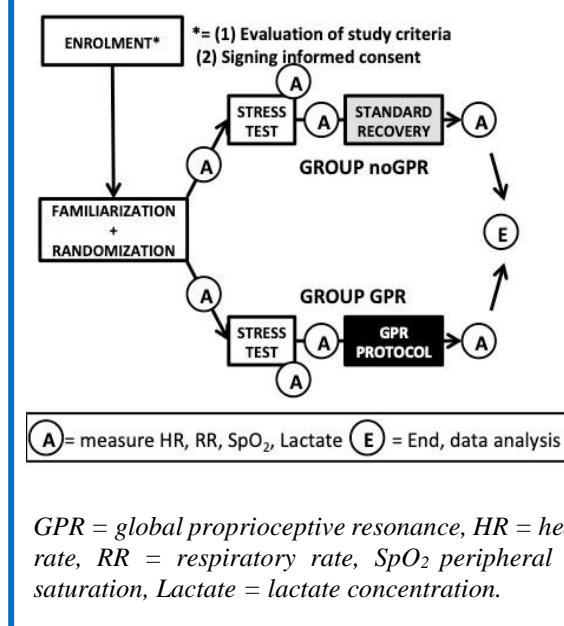 ENROLMENT*
*= (1) Evaluation of study criteria
(2) Signing informed consent
A
STRESS
TEST
A
STANDARD
RECOVERY
A
A
GROUP noGPR
FAMILIARIZATION
+
RANDOMIZATION
E
A
GROUP GPR
STRESS
TEST
A
GPR
PROTOCOL
A
A
A = measure HR, RR, SpO₂, Lactate E = End, data analysis
GPR = global proprioceptive resonance, HR = hea
rate, RR = respiratory rate, SpO₂ peripheral
saturation, Lactate = lactate concentration.